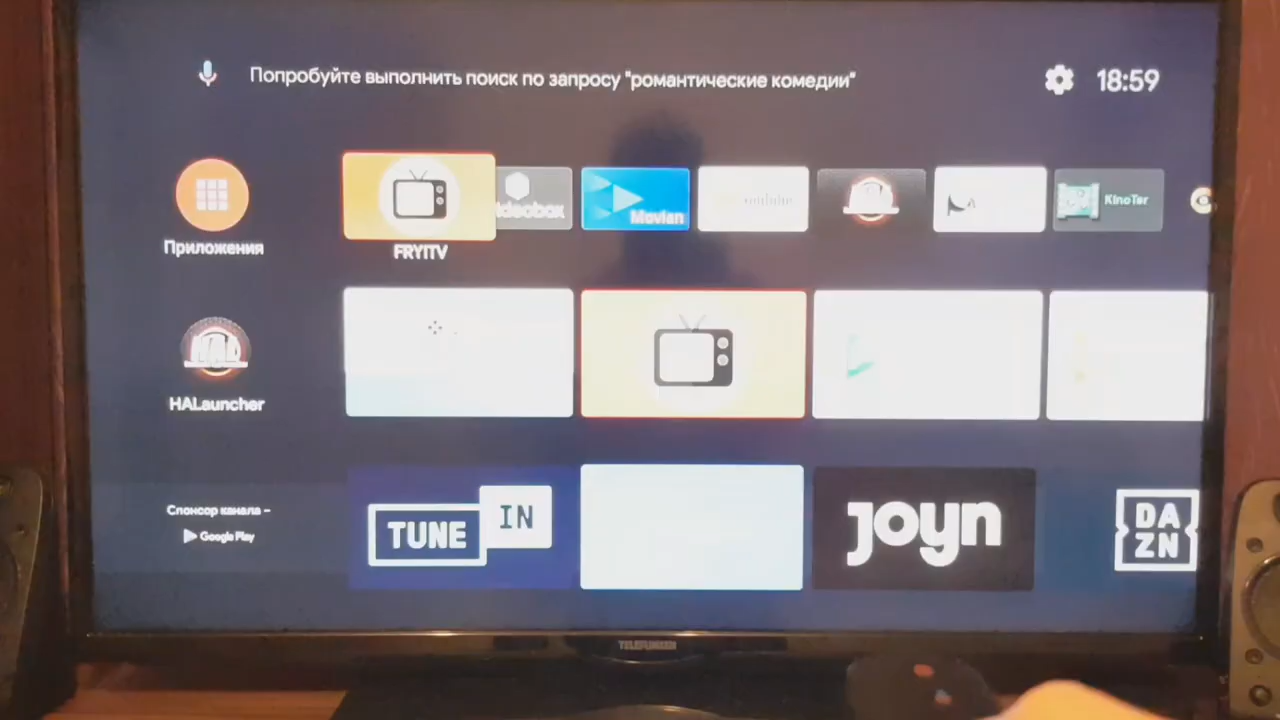 Попробуйте выполнить поиск по запросу "романтические комедии"
18:59
Movian
KinoTer
Приложения
FRYITV
HALauncher
Спонсор канала –
Google Play
TUNE IN
JOYN
DA
ZN
TELEFUNKEN